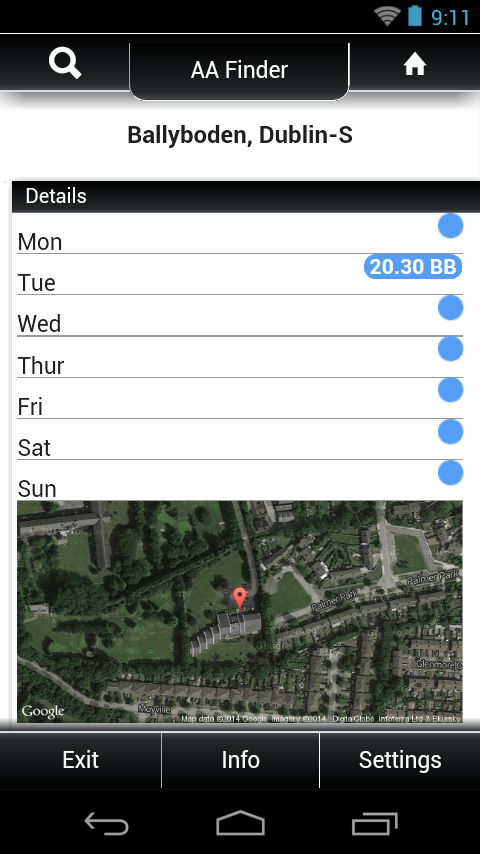 9:11
AA Finder
Ballyboden, Dublin-S
Details
Mon
20.30 BB
Tue
Wed
Thur
Fri
Sat
Sun
Palmer Park
Palmer Park
Glenmore
Moyville
Google
Map data ©2014 Google Imagery ©2014 , DigitalGlobe, Infoterra Ltd & Bluesky
Exit
Info
Settings